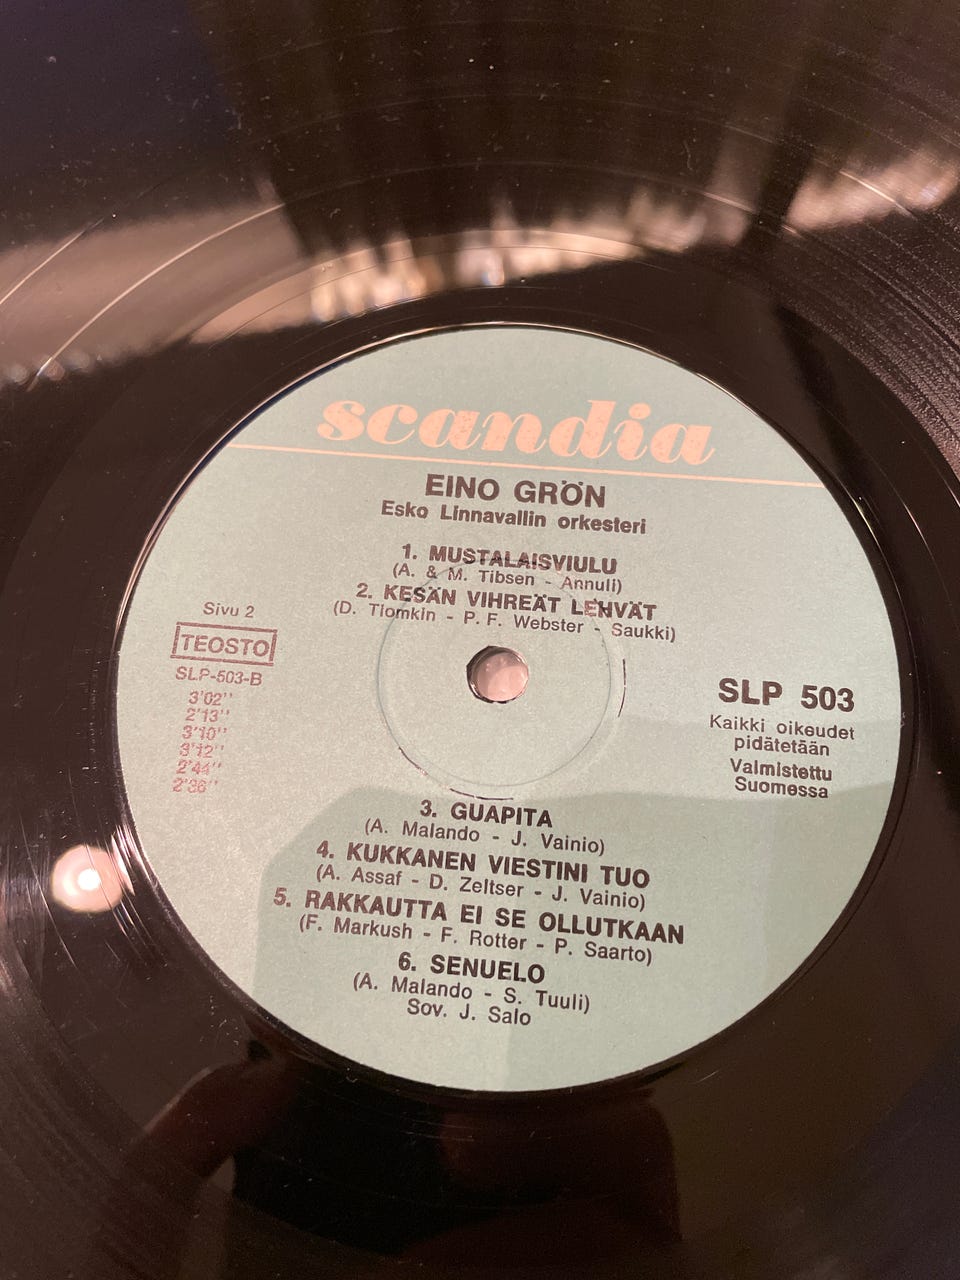 scandia
EINO GRÖN
Esko Linnavallin orkesteri
1. MUSTALAISVIULU
(A. & M. Tibsen - Annuli)
2. KESÄN VIHREÄT LEHVÄT
(D. Tiomkin - P. F. Webster - Saukki)
Sivu 2
TEOSTO
SLP-503-B
3'02''
2'13''
3'10''
3'12''
2'44''
2'36''
SLP 503
Kaikki oikeudet
pidätetään
Valmistettu
Suomessa
3. GUAPITA
(A. Malando - J. Vainio)
4. KUKKANEN VIESTINI TUO
(A. Assaf - D. Zeltser - J. Vainio)
5. RAKKAUTTA EI SE OLLUTKAAN
(F. Markush - F. Rotter - P. Saarto)
6. SENUELO
(A. Malando - S. Tuuli)
Sov. J. Salo